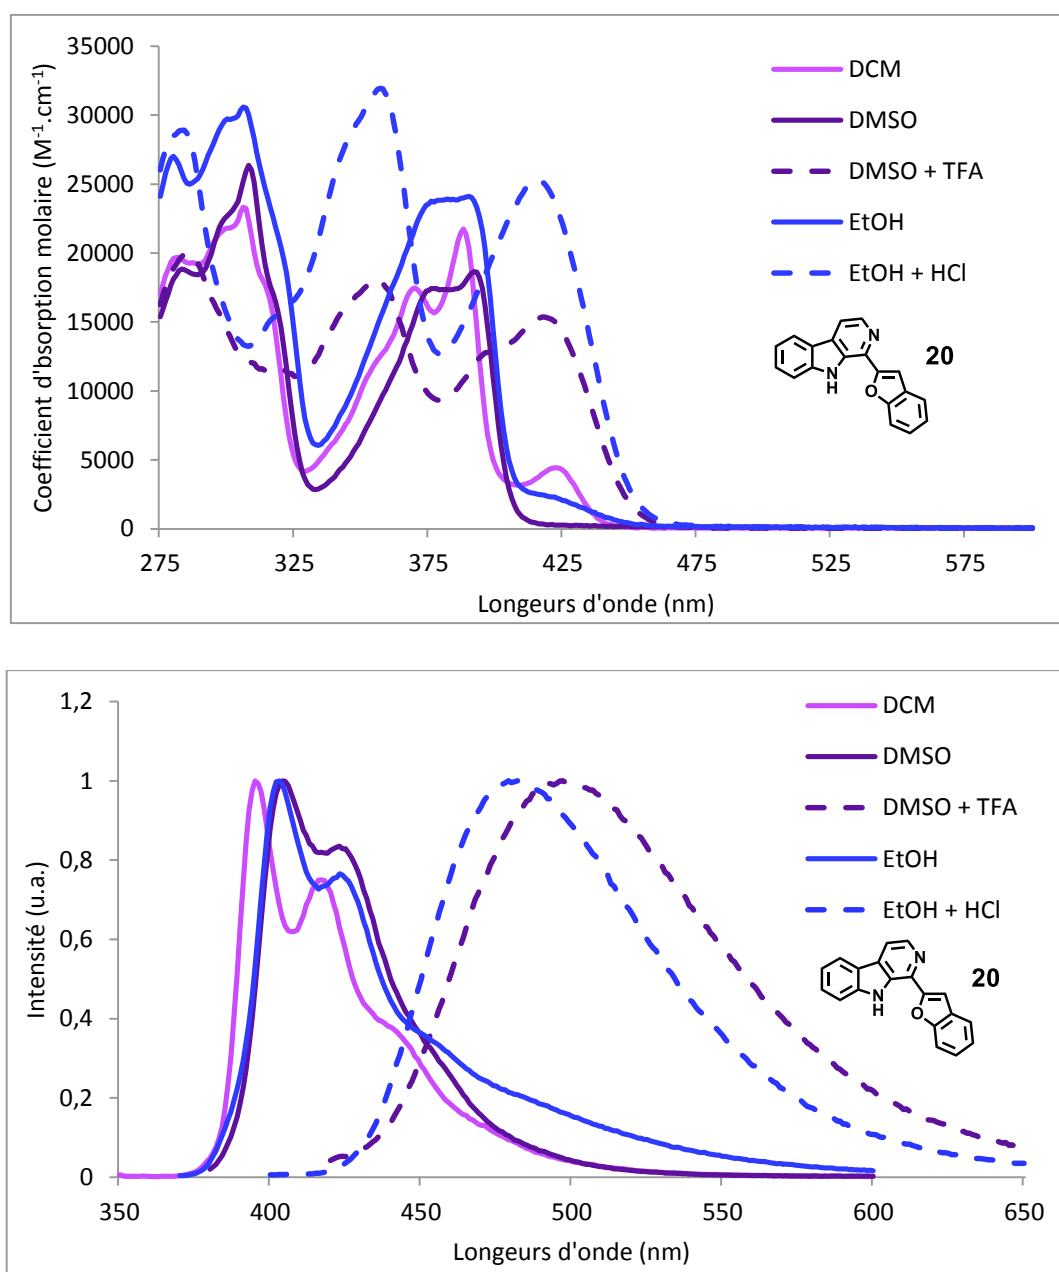 35000
30000
25000
20000
15000
10000
5000
0
Coefficient d'bsorption molaire (M-1.cm-1)
275 325 375 425 475 525 575
Longeurs d'onde (nm)
DCM
DMSO
DMSO + TFA
EtOH
EtOH + HCl
N
N
H
O
20
1,2
1
0,8
0,6
0,4
0,2
0
Intensité (u.a.)
350 400 450 500 550 600 650
Longeurs d'onde (nm)
DCM
DMSO
DMSO + TFA
EtOH
EtOH + HCl
N
N
H
O
20